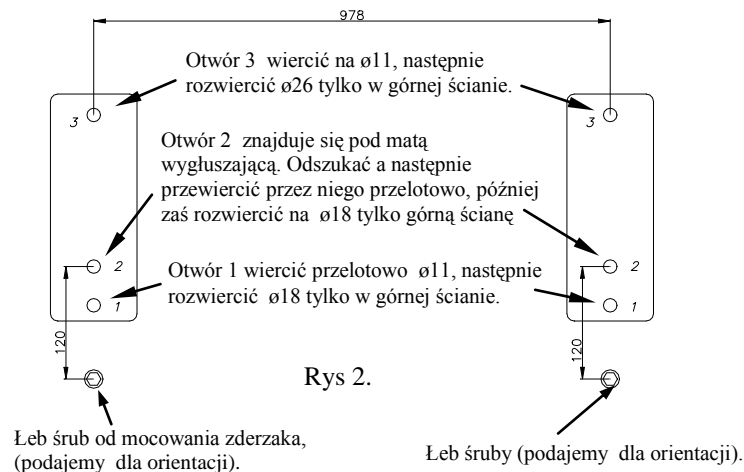 978
Otwór 3 wiercić na ø11, następnie
rozwiercić ø26 tylko w górnej ścianie.
3
3
Otwór 2 znajduje się pod matą
wygłuszającą. Odszukać a następnie
przewiercić przez niego przelotowo, później
zaś rozwiercić na ø18 tylko górną ścianę
2
2
Otwór 1 wiercić przelotowo ø11, następnie
rozwiercić ø18 tylko w górnej ścianie.
1
1
120
120
Rys 2.
Łeb śrub od mocowania zderzaka,
(podajemy dla orientacji).
Łeb śruby (podajemy dla orientacji).